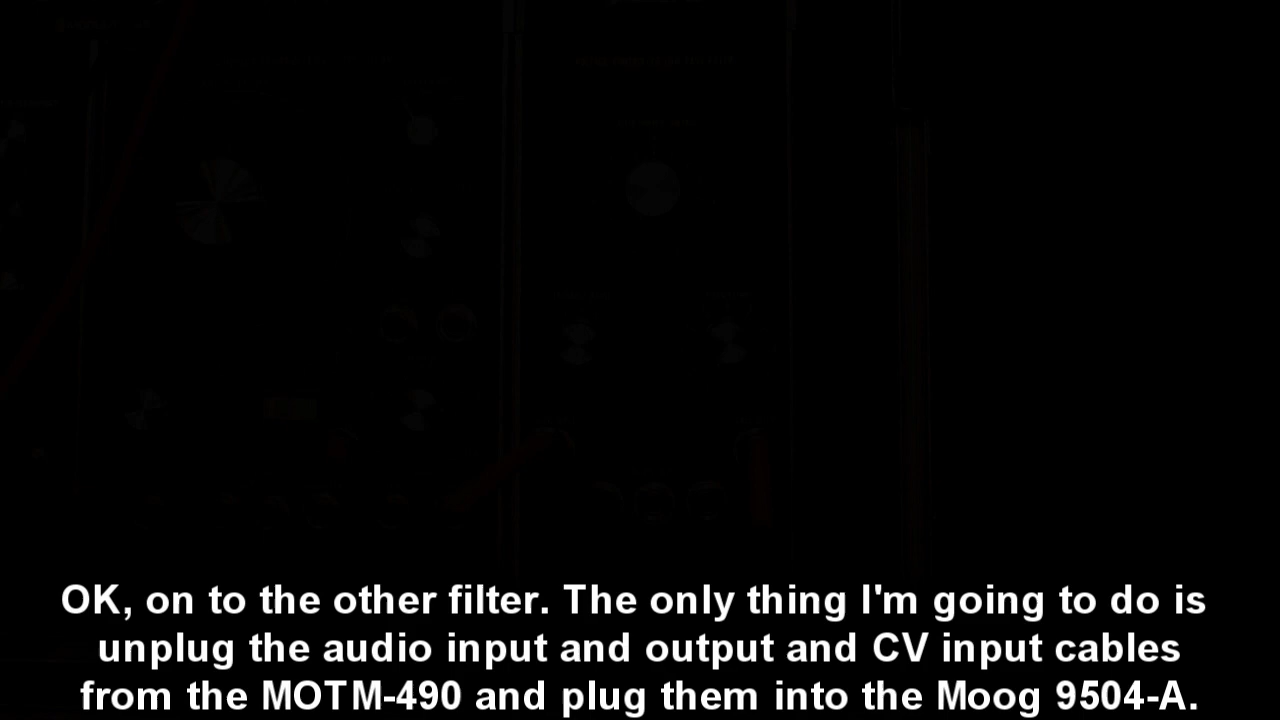 OK, on to the other filter. The only thing I'm going to do is
unplug the audio input and output and CV input cables
from the MOTM-490 and plug them into the Moog 9504-A.